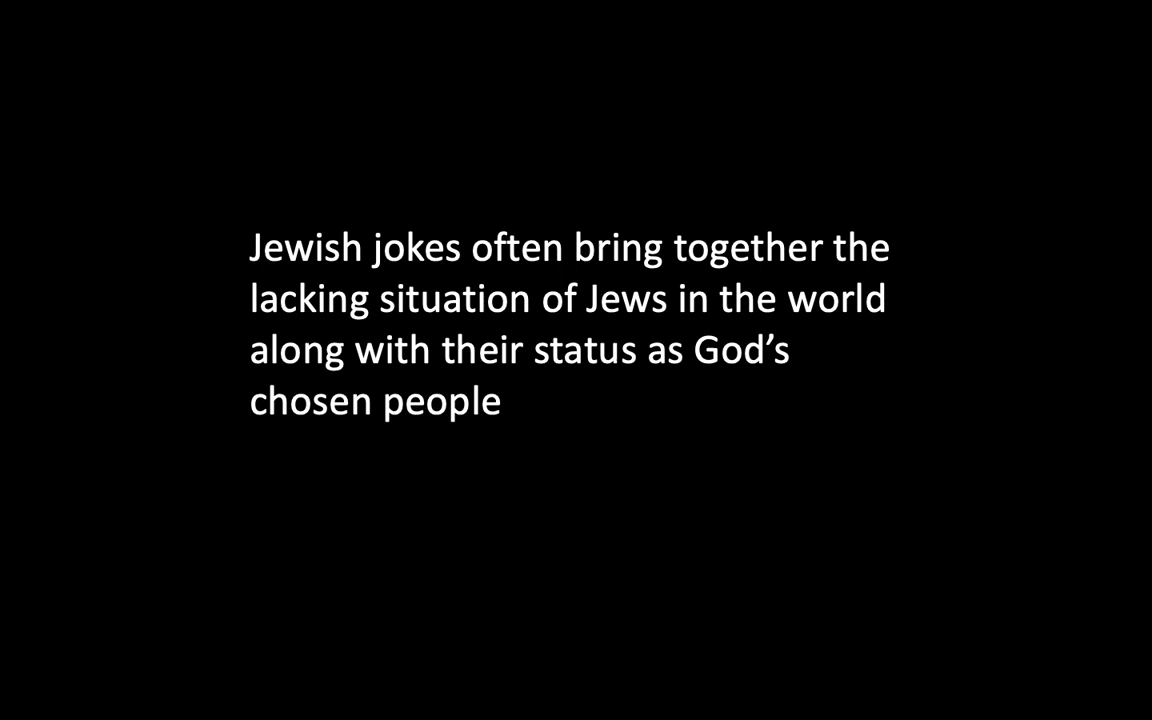 Jewish jokes often bring together the
lacking situation of Jews in the world
along with their status as God’s
chosen people